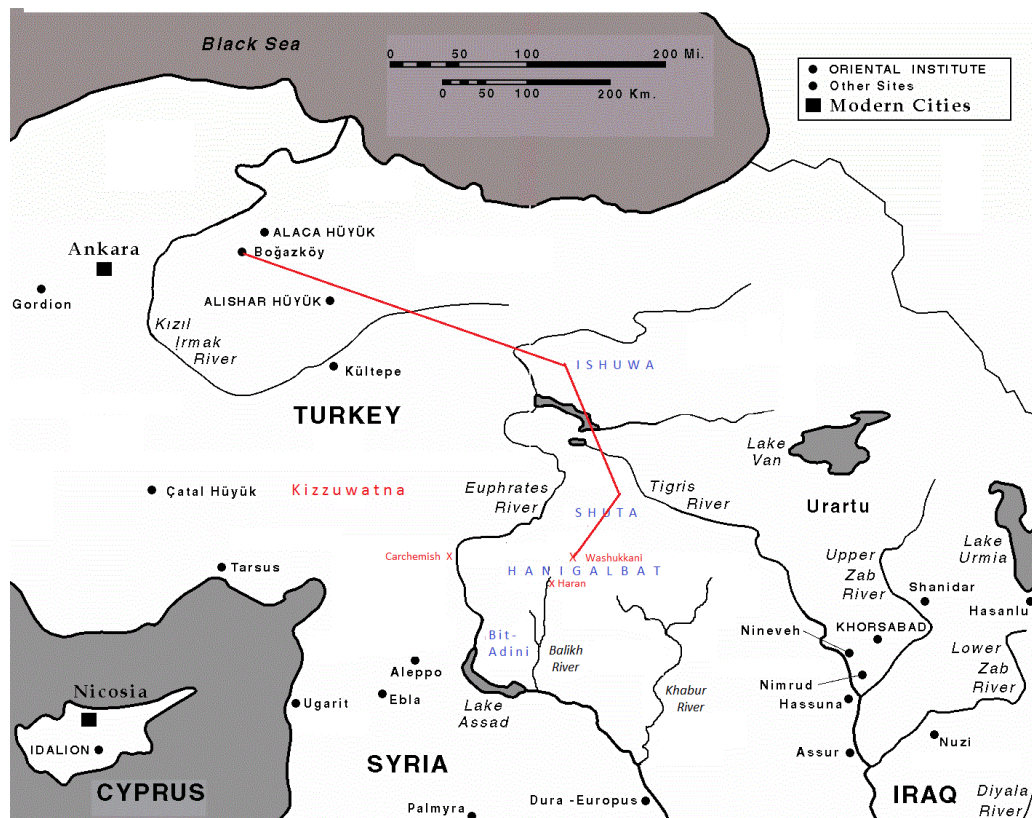 Black Sea
0 50 100 200 Mi.
0 50 100 200 Km.
ORIENTAL INSTITUTE
Other Sites
Modern Cities
ALACA HÜYÜK
Boğazköy
Ankara
Gordion
ALISHAR HÜYÜK
Kızıl
Irmak
River
Kültepe
ISHUWA
TURKEY
Lake
Van
Çatal Hüyük
Kizzuwatna
Euphrates
River
Tigris
River
SHUTA
Urartu
Lake
Urmia
Carchemish X
X Washukkani
HANIGALBAT
X Haran
Upper
Zab
River
Tarsus
Shanidar
Hasanlu
KHORSABAD
Nineveh
Bit-
Adini
Balikh
River
Lower
Zab
River
Aleppo
Nimrud
Nicosia
Ebla
Khabur
River
Ugarit
Lake
Assad
Hassuna
IDALION
Nuzi
Assur
SYRIA
CYPRUS
Dura -Europus
IRAQ
Diyala
River
Palmyra